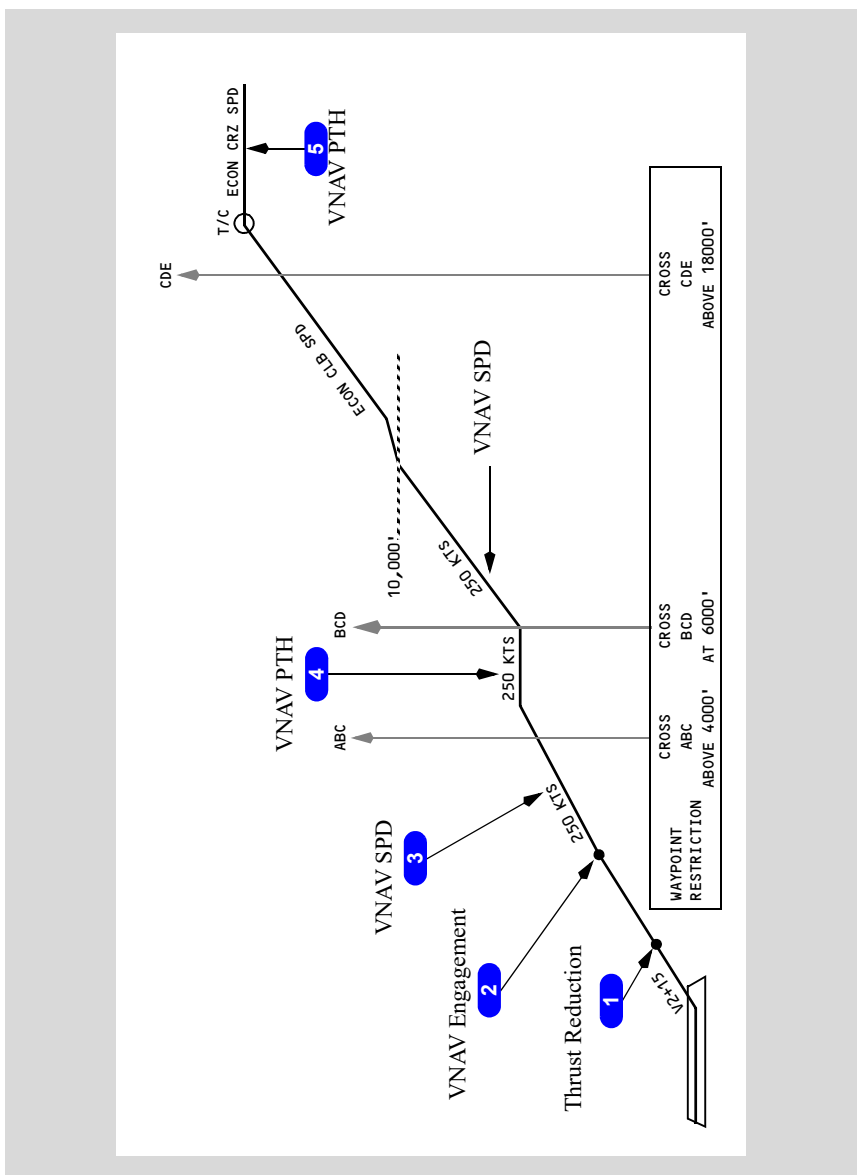 CDE
T/C
ECON CRZ SPD
5
VNAV PTH
ECON CLB SPD
10,000'
VNAV SPD
250 KTS
VNAV PTH
4
ABC
BCD
250 KTS
VNAV SPD
3
250 KTS
VNAV Engagement
2
Thrust Reduction
1
V2+15
WAYPOINT
RESTRICTION
CROSS
ABC
ABOVE 4000'
CROSS
BCD
AT 6000'
CROSS
CDE
ABOVE 18000'